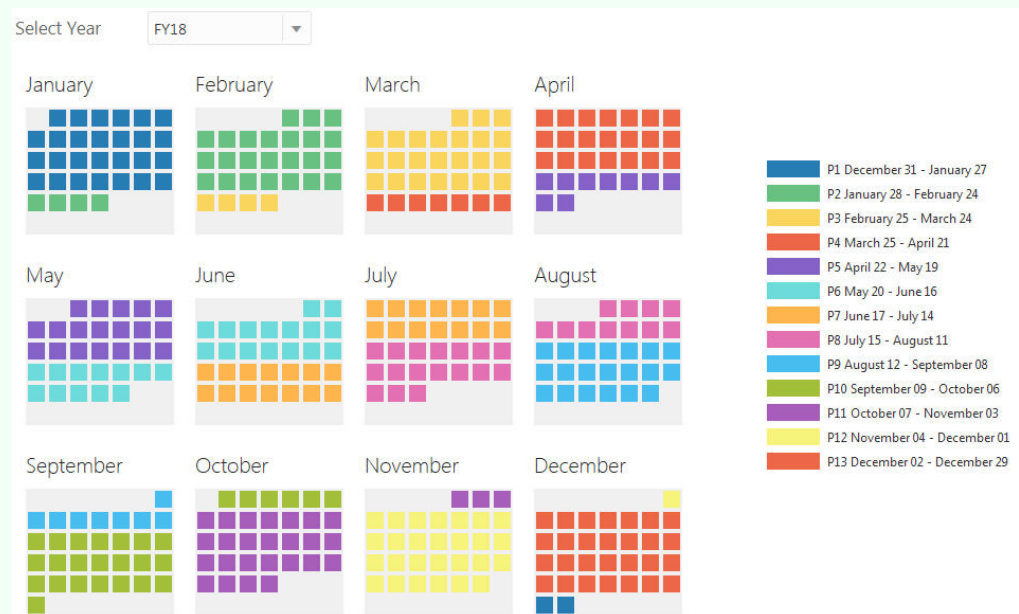 Select Year FY18
January February March April
May June July August
September October November December
P1 December 31 - January 27
P2 January 28 - February 24
P3 February 25 - March 24
P4 March 25 - April 21
P5 April 22 - May 19
P6 May 20 - June 16
P7 June 17 - July 14
P8 July 15 - August 11
P9 August 12 - September 08
P10 September 09 - October 06
P11 October 07 - November 03
P12 November 04 - December 01
P13 December 02 - December 29